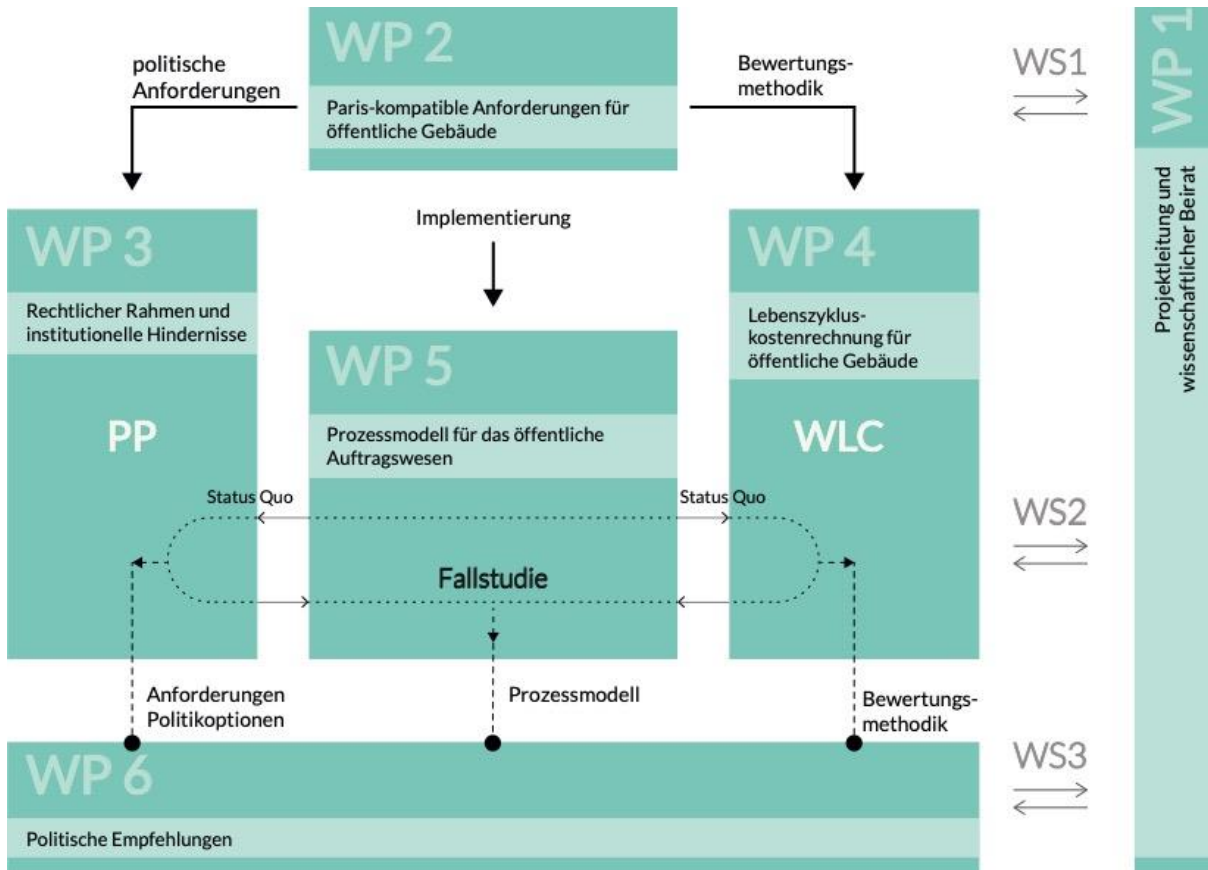 WP 2
politische
Anforderungen
Bewertungs-
methodik
Paris-kompatible Anforderungen für
öffentliche Gebäude
WS1
WP 1
Projektleitung und
wissenschaftlicher Beirat
Implementierung
WP 3
Rechtlicher Rahmen und
institutionelle Hindernisse
PP
WP 4
Lebenszyklus-
kostenrechnung für
öffentliche Gebäude
WLC
WP 5
Prozessmodell für das öffentliche
Auftragswesen
Status Quo
Status Quo
Fallstudie
WS2
Anforderungen
Politikoptionen
Prozessmodell
Bewertungs-
methodik
WS3
WP 6
Politische Empfehlungen